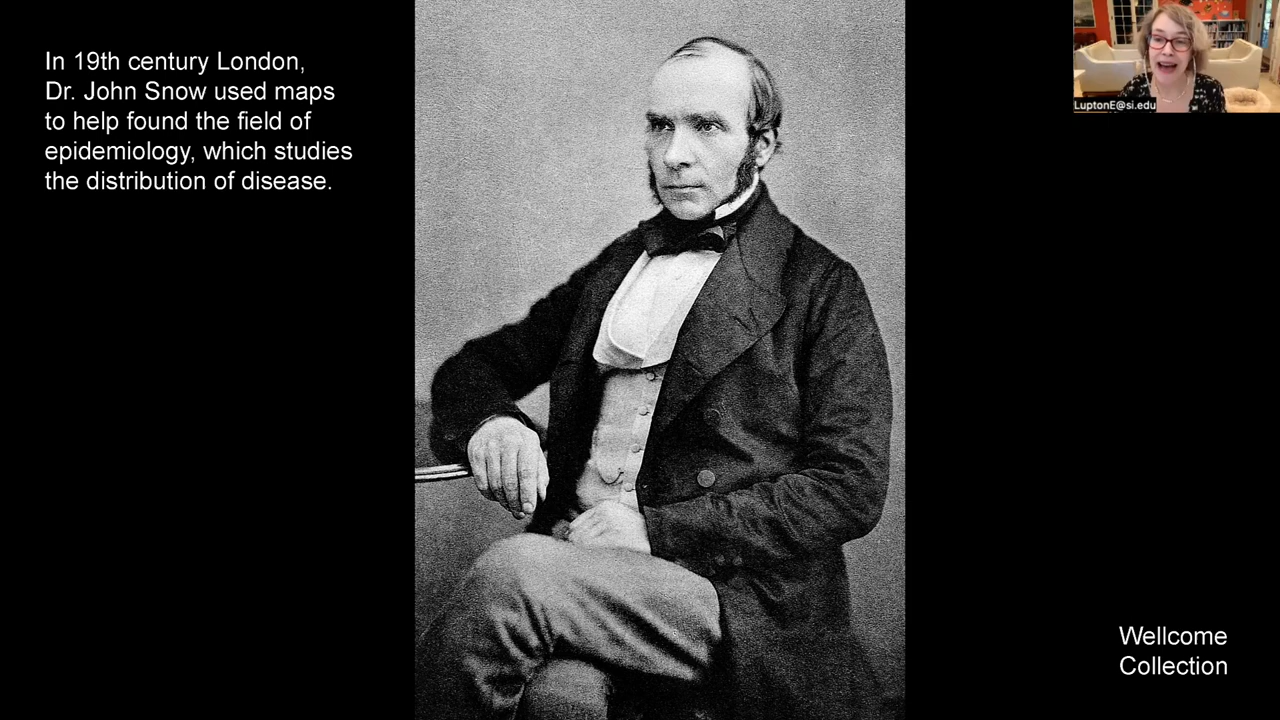 In 19th century London,
Dr. John Snow used maps
to help found the field of
epidemiology, which studies
the distribution of disease.
LuptonE@si.edu
Wellcome
Collection